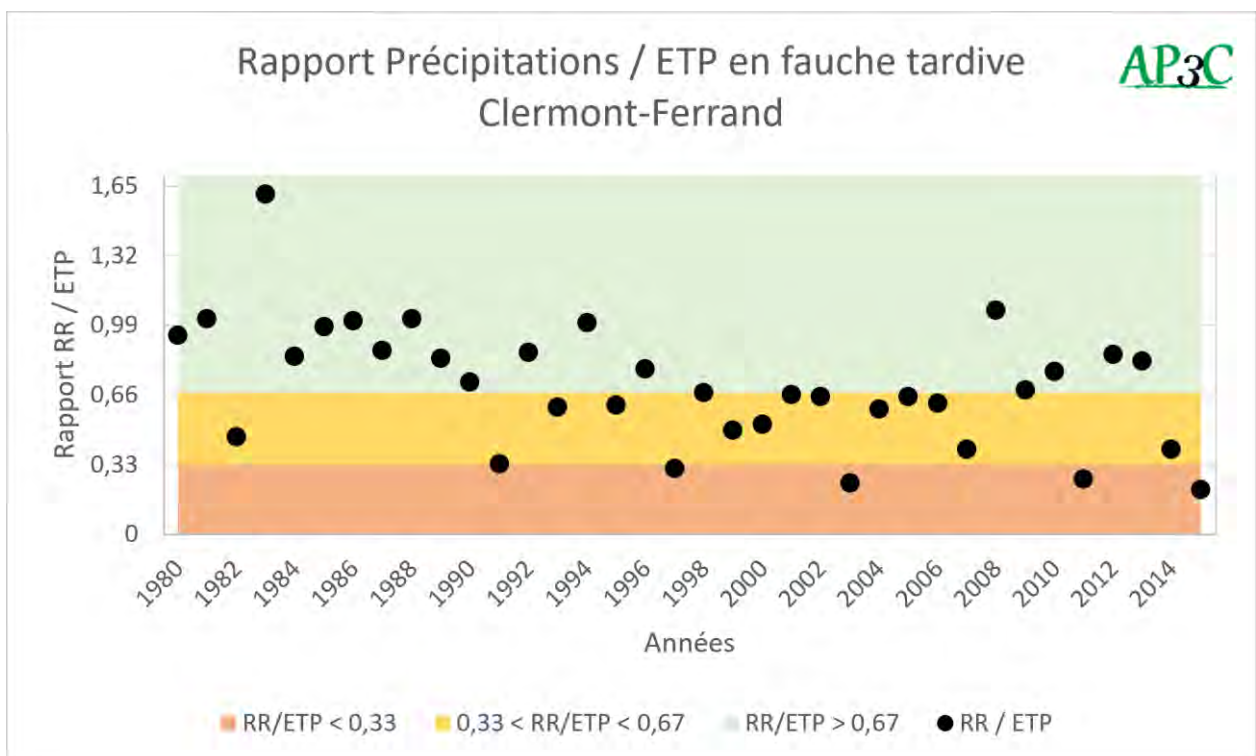 Rapport Précipitations / ETP en fauche tardive
Clermont-Ferrand
AP3C
Rapport RR / ETP
1,65
1,32
0,99
0,66
0,33
0
1980
1982
1984
1986
1988
1990
1992
1994
1996
1998
2000
2002
2004
2006
2008
2010
2012
2014
Années
RR/ETP < 0,33
0,33 < RR/ETP < 0,67
RR/ETP > 0,67
RR / ETP